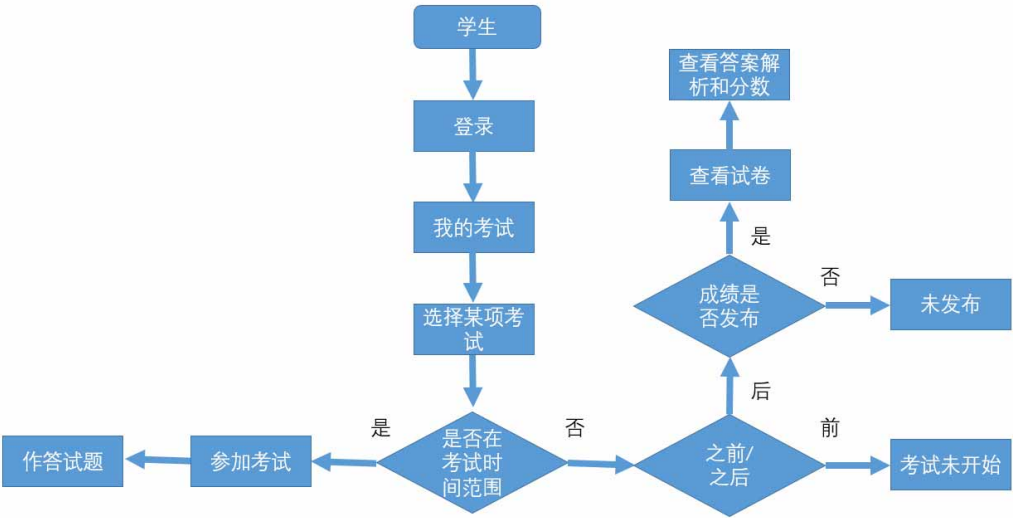 学生
登录
我的考试
选择某项考
试
是否在
考试时
间范围
是
参加考试
作答试题
否
之前/
之后
前
考试未开始
后
成绩是
否发布
否
未发布
是
查看试卷
查看答案解
析和分数